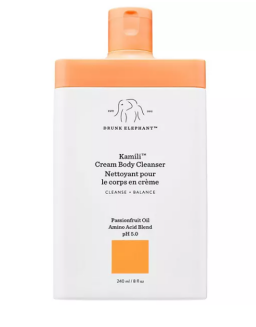 DRUNK ELEPHANT™
Kamili™
Cream Body Cleanser
Nettoyant pour
le corps en crème
CLEANSE + BALANCE
Passionfruit Oil
Amino Acid Blend
pH 5.0
240 ml / 8 fl oz